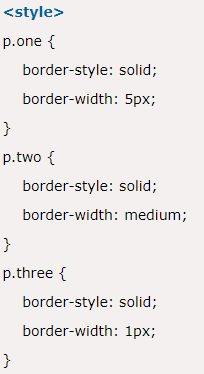 <style>
p.one {
border-style: solid;
border-width: 5px;
}
p.two {
border-style: solid;
border-width: medium;
}
p.three {
border-style: solid;
border-width: 1px;
}